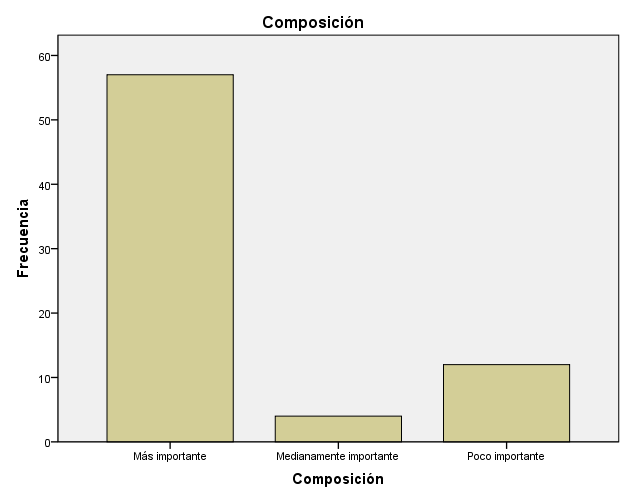 Composición
60
50
40
30
20
10
0
Frecuencia
Más importante
Medianamente importante
Poco importante
Composición